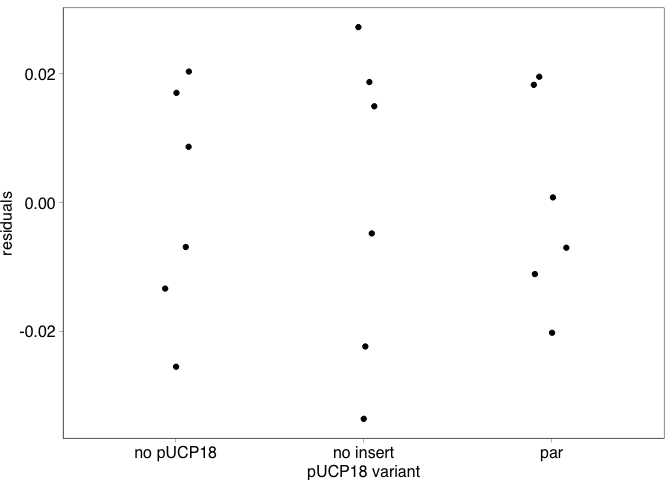 0.02
0.00
-0.02
residuals
no pUCP18
no insert
par
pUCP18 variant